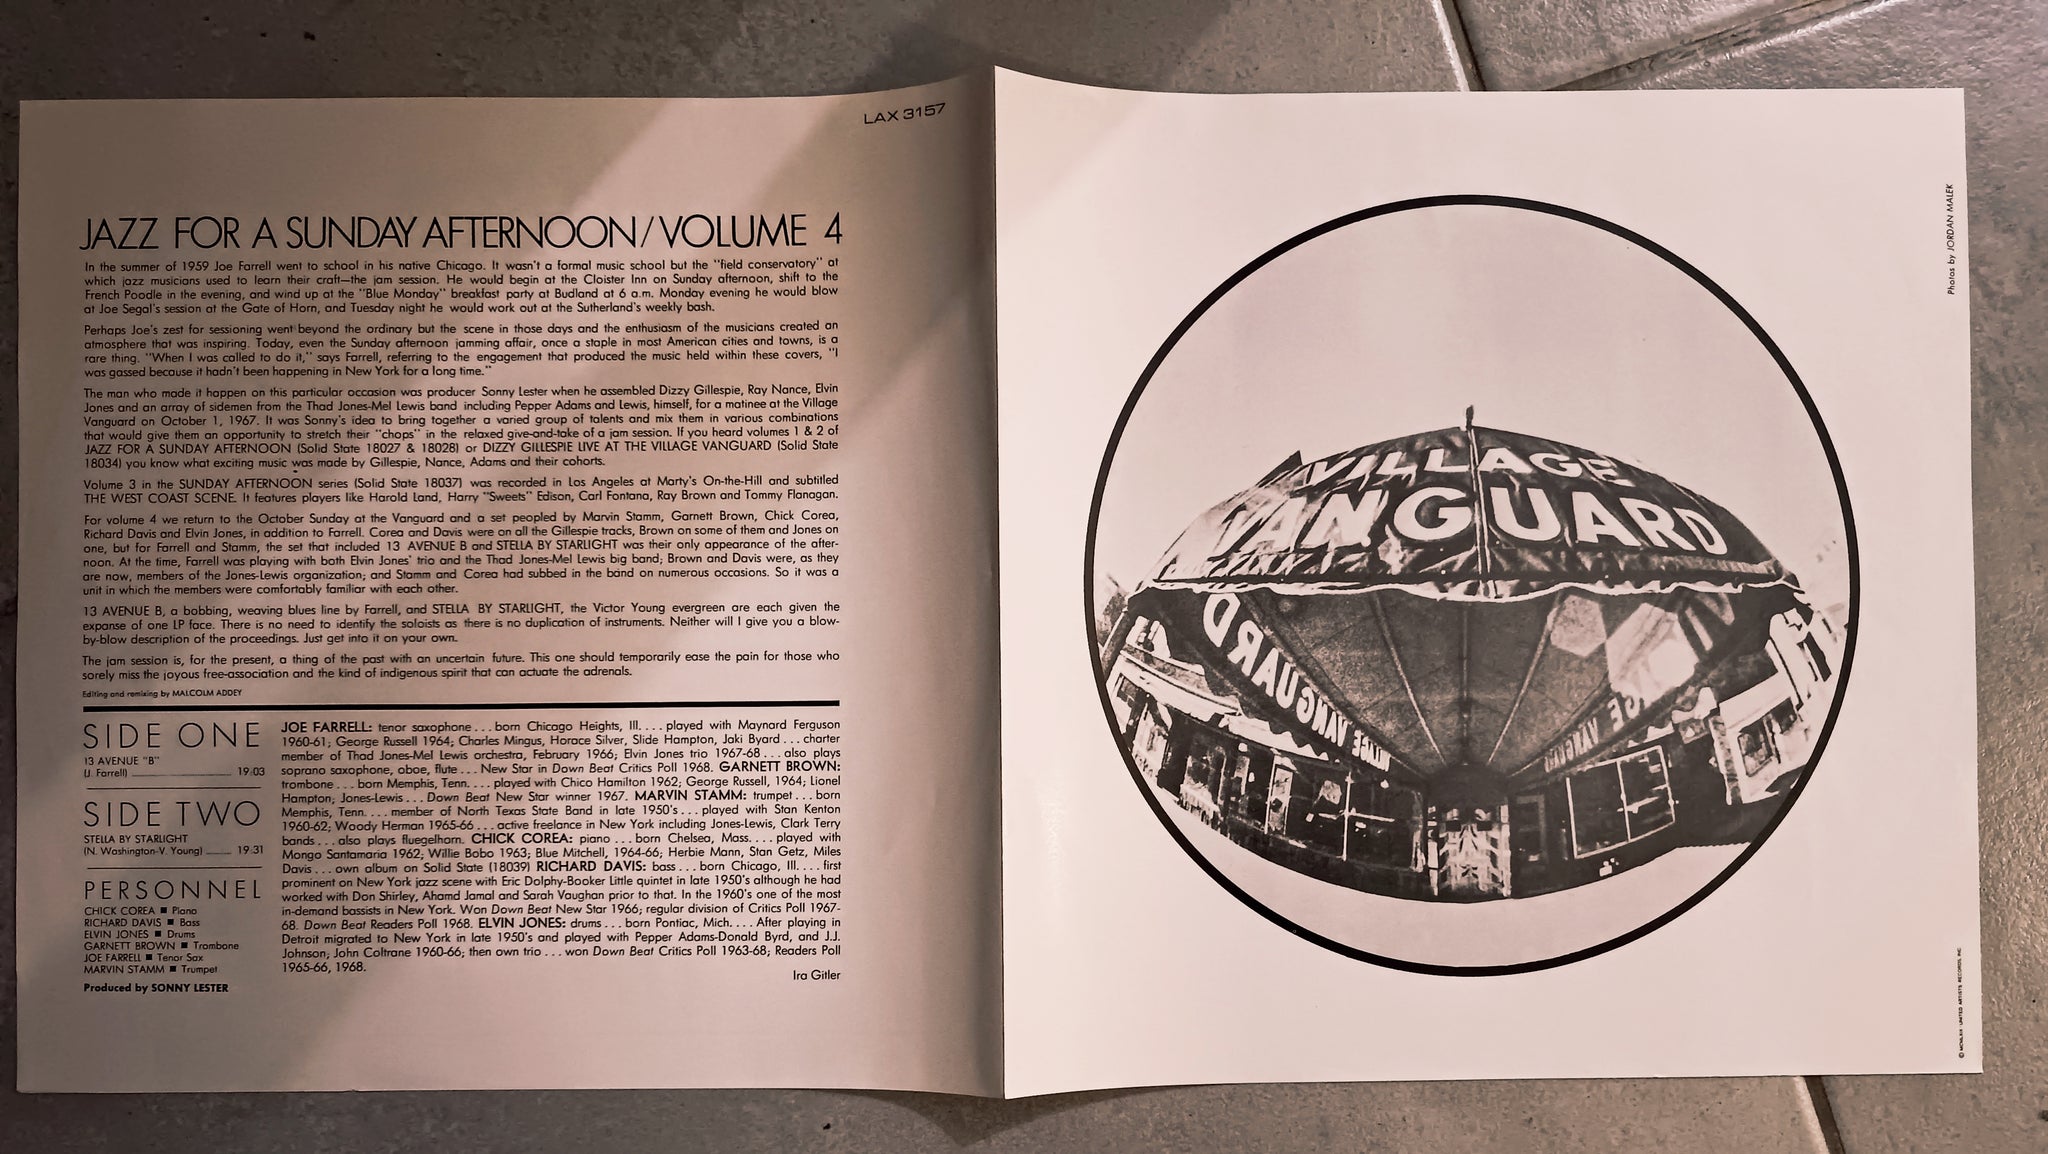 LAX 3157
JAZZ FOR A SUNDAY AFTERNOON/VOLUME 4
In the summer of 1959 Joe Farrell went to school in his native Chicago. It wasn't a formal music school but the "field conservatory" at
which jazz musicians used to learn their craft—the jam session. He would begin at the Cloister Inn on Sunday afternoon, shift to the
French Poodle in the evening, and wind up at the "Blue Monday" breakfast party at Budland at 6 a.m. Monday evening he would blow
at Joe Segal's session at the Gate of Horn, and Tuesday night he would work out at the Sutherland's weekly bash.
Perhaps Joe's zest for sessioning went beyond the ordinary but the scene in those days and the enthusiasm of the musicians created an
atmosphere that was inspiring. Today, even the Sunday afternoon jamming affair, once a staple in most American cities and towns, is a
rare thing. "When I was called to do it," says Farrell, referring to the engagement that produced the music held within these covers, "I
was gassed because it hadn't been happening in New York for a long time."
The man who made it happen on this particular occasion was producer Sonny Lester when he assembled Dizzy Gillespie, Ray Nance, Elvin
Jones and an array of sidemen from the Thad Jones-Mel Lewis band including Pepper Adams and Lewis, himself, for a matinee at the Village
Vanguard on October 1, 1967. It was Sonny's idea to bring together a varied group of talents and mix them in various combinations
that would give them an opportunity to stretch their "chops" in the relaxed give-and-take of a jam session. If you heard volumes 1 & 2 of
JAZZ FOR A SUNDAY AFTERNOON (Solid State 18027 & 18028) or DIZZY GILLESPIE LIVE AT THE VILLAGE VANGUARD (Solid State
18034) you know what exciting music was made by Gillespie, Nance, Adams and their cohorts.
Volume 3 in the SUNDAY AFTERNOON series (Solid State 18037) was recorded in Los Angeles at Marty's On-the-Hill and subtitled
THE WEST COAST SCENE. It features players like Harold Land, Harry "Sweets" Edison, Carl Fontana, Ray Brown and Tommy Flanagan.
For volume 4 we return to the October Sunday at the Vanguard and a set peopled by Marvin Stamm, Garnett Brown, Chick Corea,
Richard Davis and Elvin Jones, in addition to Farrell. Corea and Davis were on all the Gillespie tracks, Brown on some of them and Jones on
one, but for Farrell and Stamm, the set that included 13 AVENUE B and STELLA BY STARLIGHT was their only appearance of the after-
noon. At the time, Farrell was playing with both Elvin Jones' trio and the Thad Jones-Mel Lewis big band; Brown and Davis were, as they
are now, members of the Jones-Lewis organization; and Stamm and Corea had subbed in the band on numerous occasions. So it was a
unit in which the members were comfortably familiar with each other.
13 AVENUE B, a bobbing, weaving blues line by Farrell, and STELLA BY STARLIGHT, the Victor Young evergreen are each given the
expanse of one LP face. There is no need to identify the soloists as there is no duplication of instruments. Neither will I give you a blow-
by-blow description of the proceedings. Just get into it on your own.
The jam session is, for the present, a thing of the past with an uncertain future. This one should temporarily ease the pain for those who
sorely miss the joyous free-association and the kind of indigenous spirit that can actuate the adrenals.
Editing and remixing by MALCOLM ADDEY
SIDE ONE
13 AVENUE "B"
(J. Farrell) 19:03
SIDE TWO
STELLA BY STARLIGHT
(N. Washington-V. Young) 19:31
PERSONNEL
CHICK COREA ■ Piano
RICHARD DAVIS ■ Bass
ELVIN JONES ■ Drums
GARNETT BROWN ■ Trombone
JOE FARRELL ■ Tenor Sax
MARVIN STAMM ■ Trumpet
Produced by SONNY LESTER
JOE FARRELL: tenor saxophone . . . born Chicago Heights, Ill. . . . played with Maynard Ferguson
1960-61; George Russell 1964; Charles Mingus, Horace Silver, Slide Hampton, Jaki Byard . . . charter
member of Thad Jones-Mel Lewis orchestra, February 1966; Elvin Jones trio 1967-68 . . . also plays
soprano saxophone, oboe, flute . . . New Star in Down Beat Critics Poll 1968. GARNETT BROWN:
trombone . . . born Memphis, Tenn. . . . played with Chico Hamilton 1962; George Russell, 1964; Lionel
Hampton; Jones-Lewis . . . Down Beat New Star winner 1967. MARVIN STAMM: trumpet . . . born
Memphis, Tenn. . . . member of North Texas State Band in late 1950's . . . played with Stan Kenton
1960-62; Woody Herman 1965-66 . . . active freelance in New York including Jones-Lewis, Clark Terry
bands . . . also plays fluegelhorn. CHICK COREA: piano . . . born Chelsea, Mass. . . . played with
Mongo Santamaria 1962; Willie Bobo 1963; Blue Mitchell, 1964-66; Herbie Mann, Stan Getz, Miles
Davis . . . own album on Solid State (18039) RICHARD DAVIS: bass . . . born Chicago, Ill. . . . first
prominent on New York jazz scene with Eric Dolphy-Booker Little quintet in late 1950's although he had
worked with Don Shirley, Ahamd Jamal and Sarah Vaughan prior to that. In the 1960's one of the most
in-demand bassists in New York. Won Down Beat New Star 1966; regular division of Critics Poll 1967-
68. Down Beat Readers Poll 1968. ELVIN JONES: drums . . . born Pontiac, Mich. . . . After playing in
Detroit migrated to New York in late 1950's and played with Pepper Adams-Donald Byrd, and J.J.
Johnson; John Coltrane 1960-66; then own trio . . . won Down Beat Critics Poll 1963-68; Readers Poll
1965-66, 1968.
Ira Gitler
Photos by JORDAN MALEK
VILLAGE
VANGUARD
VANGUARD
VILLAGE VANGUARD
© MCMLXIX UNITED ARTISTS RECORDS, INC.